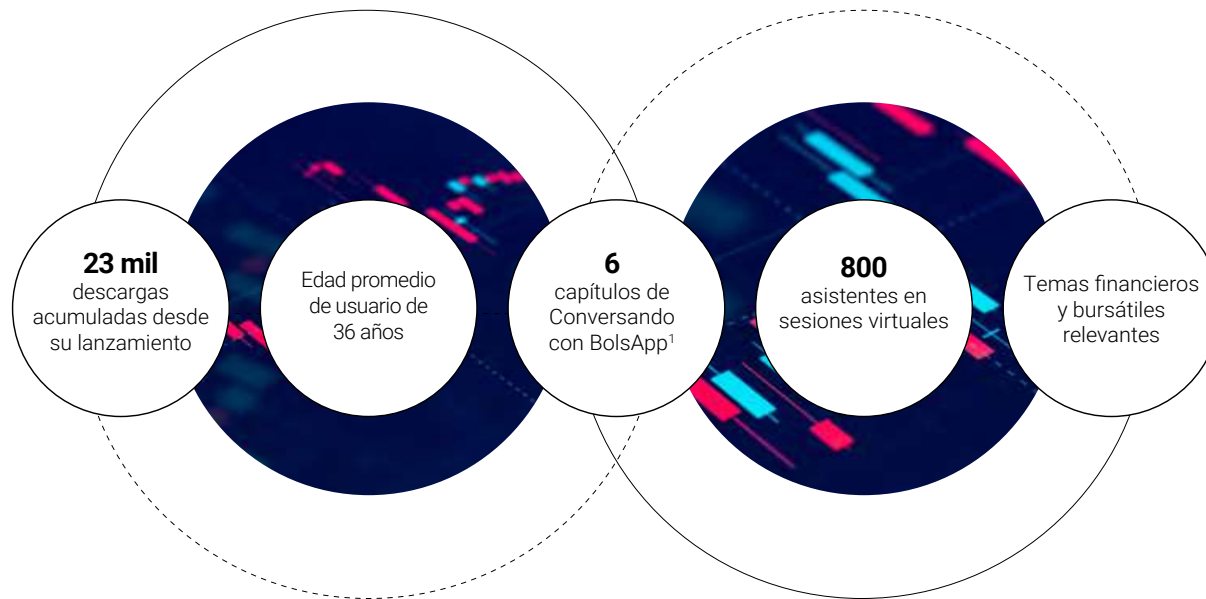 23 mil
descargas
acumuladas desde
su lanzamiento
Edad promedio
de usuario de
36 años
6
capítulos de
Conversando
con BolsApp¹
800
asistentes en
sesiones virtuales
Temas financieros
y bursátiles
relevantes